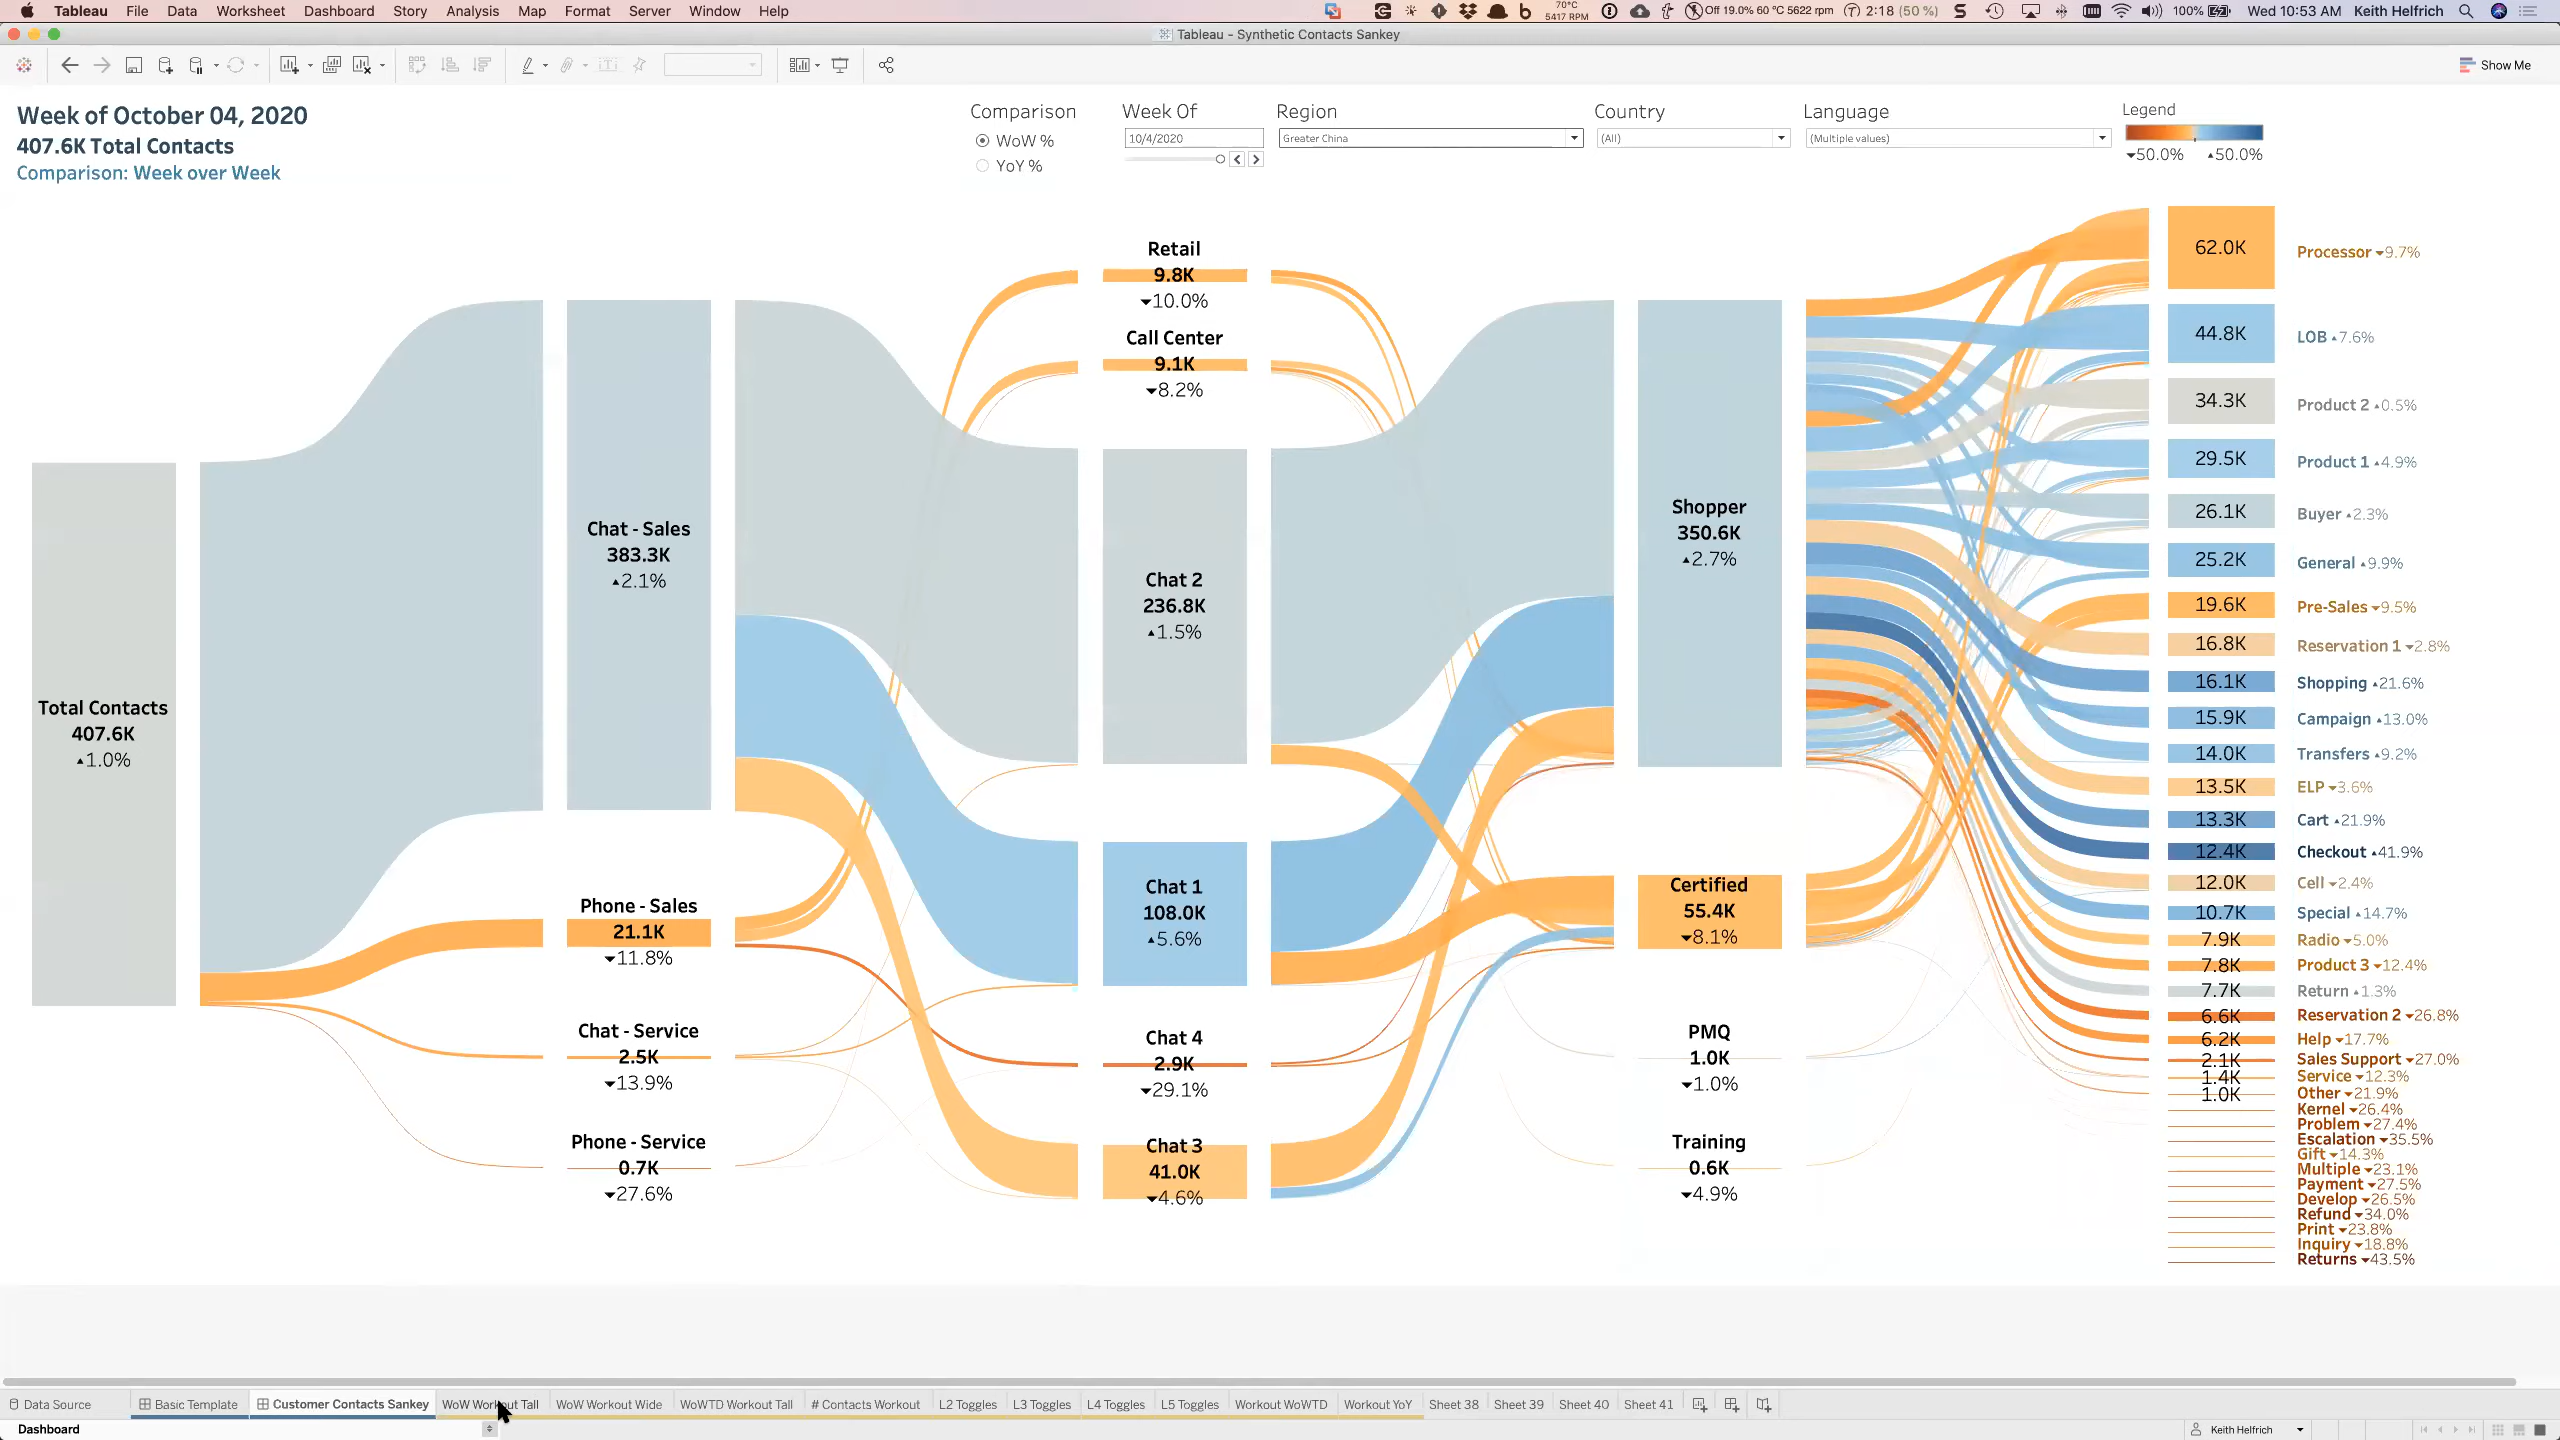 Tableau File Data Worksheet Dashboard Story Analysis Map Format Server Window Help
70°C
5417 RPM
Off 19.0% 60 °C 5622 rpm
2:18 (50 %)
100%
Wed 10:53 AM Keith Helfrich
Tableau - Synthetic Contacts Sankey
Show Me
Week of October 04, 2020
407.6K Total Contacts
Comparison: Week over Week
Comparison
WoW %
YoY %
Week Of
10/4/2020
Region
Greater China
Country
(All)
Language
(Multiple values)
Legend
▾50.0% ▴50.0%
Total Contacts
407.6K
▴1.0%
Chat - Sales
383.3K
▴2.1%
Phone - Sales
21.1K
▾11.8%
Chat - Service
2.5K
▾13.9%
Phone - Service
0.7K
▾27.6%
Retail
9.8K
▾10.0%
Call Center
9.1K
▾8.2%
Chat 2
236.8K
▴1.5%
Chat 1
108.0K
▴5.6%
Chat 4
2.9K
▾29.1%
Chat 3
41.0K
▾4.6%
Shopper
350.6K
▴2.7%
Certified
55.4K
▾8.1%
PMQ
1.0K
▾1.0%
Training
0.6K
▾4.9%
62.0K Processor ▾9.7%
44.8K LOB ▴7.6%
34.3K Product 2 ▴0.5%
29.5K Product 1 ▴4.9%
26.1K Buyer ▴2.3%
25.2K General ▴9.9%
19.6K Pre-Sales ▾9.5%
16.8K Reservation 1 ▾2.8%
16.1K Shopping ▴21.6%
15.9K Campaign ▴13.0%
14.0K Transfers ▴9.2%
13.5K ELP ▾3.6%
13.3K Cart ▴21.9%
12.4K Checkout ▴41.9%
12.0K Cell ▾2.4%
10.7K Special ▴14.7%
7.9K Radio ▾5.0%
7.8K Product 3 ▾12.4%
7.7K Return ▴1.3%
6.6K Reservation 2 ▾26.8%
6.2K Help ▾17.7%
2.1K Sales Support ▾27.0%
1.4K Service ▾12.3%
1.0K Other ▾21.9%
Kernel ▾26.4%
Problem ▾27.4%
Escalation ▾35.5%
Gift ▾14.3%
Multiple ▾23.1%
Payment ▾27.5%
Develop ▾26.5%
Refund ▾34.0%
Print ▾23.8%
Inquiry ▾18.8%
Returns ▾43.5%
Data Source Basic Template Customer Contacts Sankey WoW Workout Tall WoW Workout Wide WoWTD Workout Tall # Contacts Workout L2 Toggles L3 Toggles L4 Toggles L5 Toggles Workout WoWTD Workout YoY Sheet 38 Sheet 39 Sheet 40 Sheet 41
Dashboard
Keith Helfrich